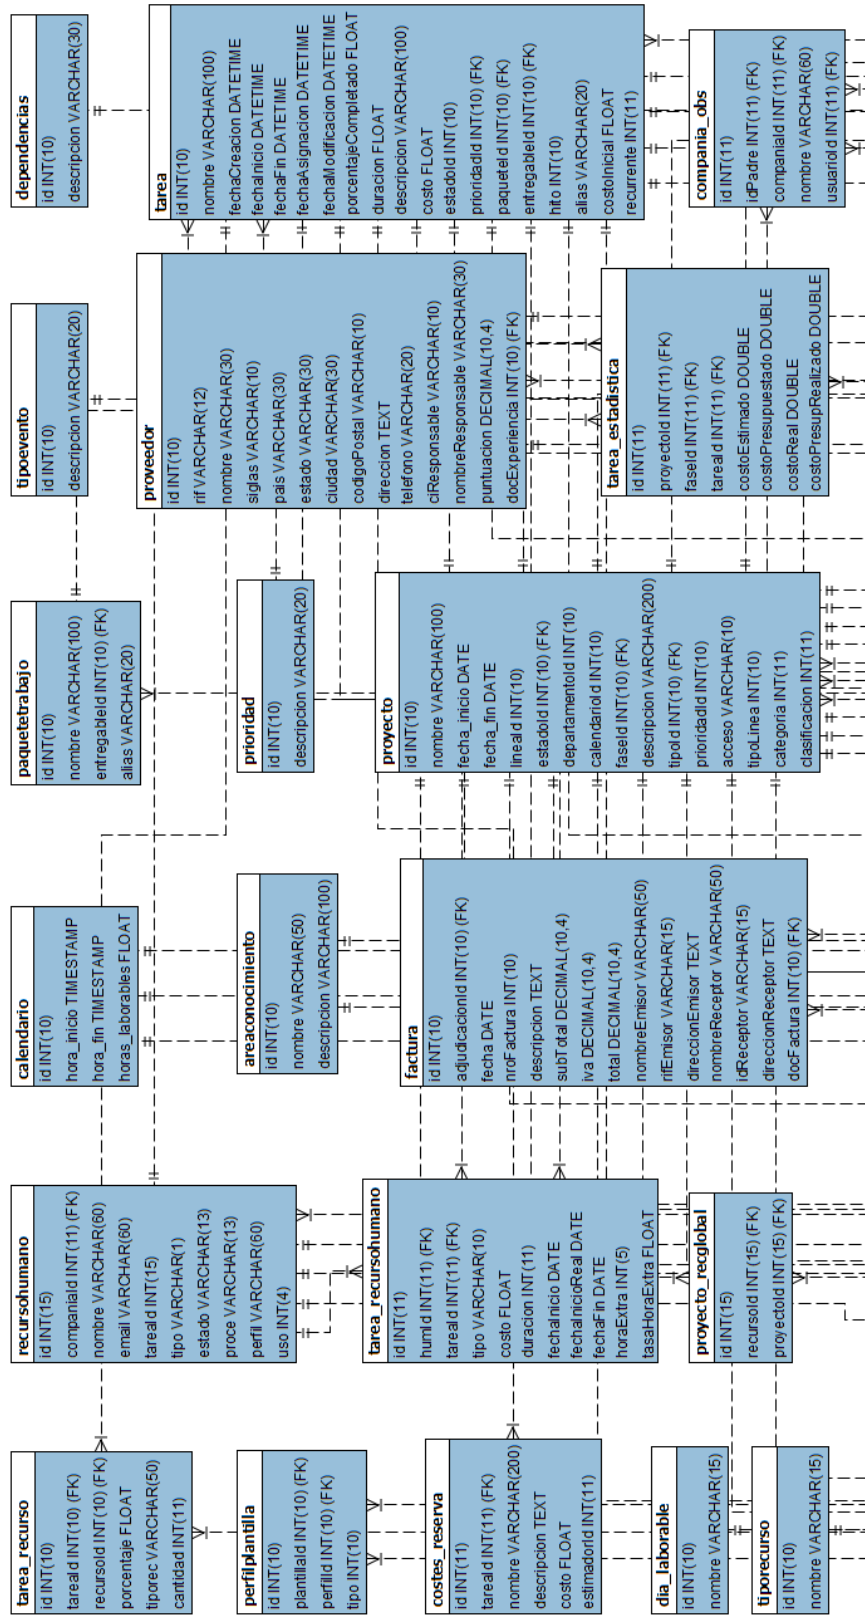 tarea_recurso
id INT(10)
tareaId INT(10) (FK)
recursoId INT(10) (FK)
porcentaje FLOAT
tiporec VARCHAR(50)
cantidad INT(11)
recursohumano
id INT(15)
companiaId INT(11) (FK)
nombre VARCHAR(60)
email VARCHAR(60)
tareaId INT(15)
tipo VARCHAR(1)
estado VARCHAR(13)
proce VARCHAR(13)
perfil VARCHAR(60)
uso INT(4)
calendario
id INT(10)
hora_inicio TIMESTAMP
hora_fin TIMESTAMP
horas_laborables FLOAT
paquetetrabajo
id INT(10)
nombre VARCHAR(100)
entregableId INT(10) (FK)
alias VARCHAR(20)
tipoevento
id INT(10)
descripcion VARCHAR(20)
dependencias
id INT(10)
descripcion VARCHAR(30)
perfilplantilla
id INT(10)
plantillaId INT(10) (FK)
perfilId INT(10) (FK)
tipo INT(10)
areaconocimiento
id INT(10)
nombre VARCHAR(50)
descripcion VARCHAR(100)
prioridad
id INT(10)
descripcion VARCHAR(20)
proveedor
id INT(10)
rif VARCHAR(12)
nombre VARCHAR(30)
siglas VARCHAR(10)
pais VARCHAR(30)
estado VARCHAR(30)
ciudad VARCHAR(30)
codigoPostal VARCHAR(10)
direccion TEXT
telefono VARCHAR(20)
ciResponsable VARCHAR(10)
nombreResponsable VARCHAR(30)
puntuacion DECIMAL(10,4)
docExperiencia INT(10) (FK)
tarea
id INT(10)
nombre VARCHAR(100)
fechaCreacion DATETIME
fechaInicio DATETIME
fechaFin DATETIME
fechaAsignacion DATETIME
fechaModificacion DATETIME
porcentajeCompletado FLOAT
duracion FLOAT
descripcion VARCHAR(100)
costo FLOAT
estadoId INT(10)
prioridadId INT(10) (FK)
paqueteId INT(10) (FK)
entregableId INT(10) (FK)
hito INT(10)
alias VARCHAR(20)
costoInicial FLOAT
recurrente INT(11)
costes_reserva
id INT(11)
tareaId INT(11) (FK)
nombre VARCHAR(200)
descripcion TEXT
costo FLOAT
estimadorId INT(11)
tarea_recursohumano
id INT(11)
humId INT(11) (FK)
tareaId INT(11) (FK)
tipo VARCHAR(10)
costo FLOAT
duracion INT(11)
fechaInicio DATE
fechaInicioReal DATE
fechaFin DATE
horaExtra INT(5)
tasaHoraExtra FLOAT
factura
id INT(10)
adjudicacionId INT(10) (FK)
fecha DATE
nroFactura INT(10)
descripcion TEXT
subTotal DECIMAL(10,4)
iva DECIMAL(10,4)
total DECIMAL(10,4)
nombreEmisor VARCHAR(50)
rifEmisor VARCHAR(15)
direccionEmisor TEXT
nombreReceptor VARCHAR(50)
idReceptor VARCHAR(15)
direccionReceptor TEXT
docFactura INT(10) (FK)
proyecto
id INT(10)
nombre VARCHAR(100)
fecha_inicio DATE
fecha_fin DATE
lineaId INT(10)
estadoId INT(10) (FK)
departamentoId INT(10)
calendarioId INT(10)
faseId INT(10) (FK)
descripcion VARCHAR(200)
tipoId INT(10) (FK)
prioridadId INT(10)
acceso VARCHAR(10)
tipoLinea INT(10)
categoria INT(11)
clasificacion INT(11)
tarea_estadistica
id INT(11)
proyectoId INT(11) (FK)
faseId INT(11) (FK)
tareaId INT(11) (FK)
costoEstimado DOUBLE
costoPresupuestado DOUBLE
costoReal DOUBLE
costoPresupRealizado DOUBLE
compania_obs
id INT(11)
idPadre INT(11) (FK)
companiaId INT(11) (FK)
nombre VARCHAR(60)
usuarioId INT(11) (FK)
dia_laborable
id INT(10)
nombre VARCHAR(15)
proyecto_recglobal
id INT(15)
recursoId INT(15) (FK)
proyectoId INT(15) (FK)
tiporecurso
id INT(10)
nombre VARCHAR(15)